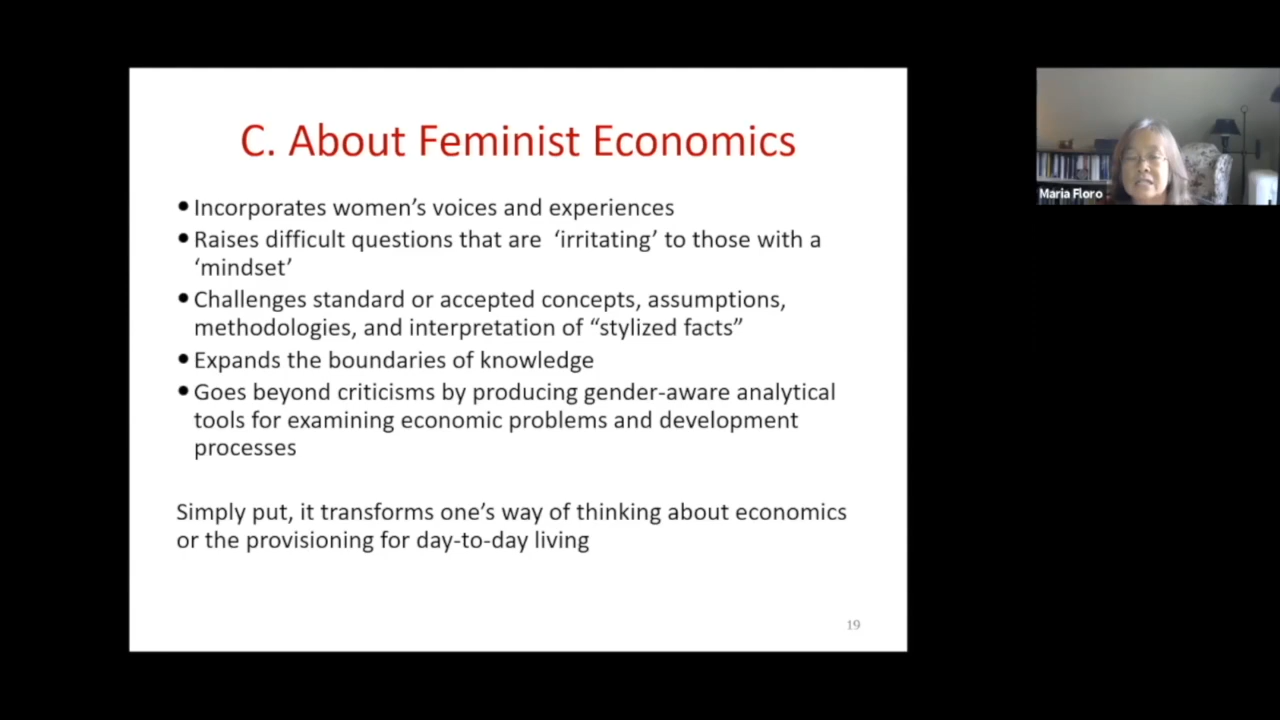 C. About Feminist Economics
• Incorporates women's voices and experiences
• Raises difficult questions that are  'irritating' to those with a
'mindset'
• Challenges standard or accepted concepts, assumptions,
methodologies, and interpretation of "stylized facts"
• Expands the boundaries of knowledge
• Goes beyond criticisms by producing gender-aware analytical
tools for examining economic problems and development
processes
Simply put, it transforms one's way of thinking about economics
or the provisioning for day-to-day living
19
Maria Floro